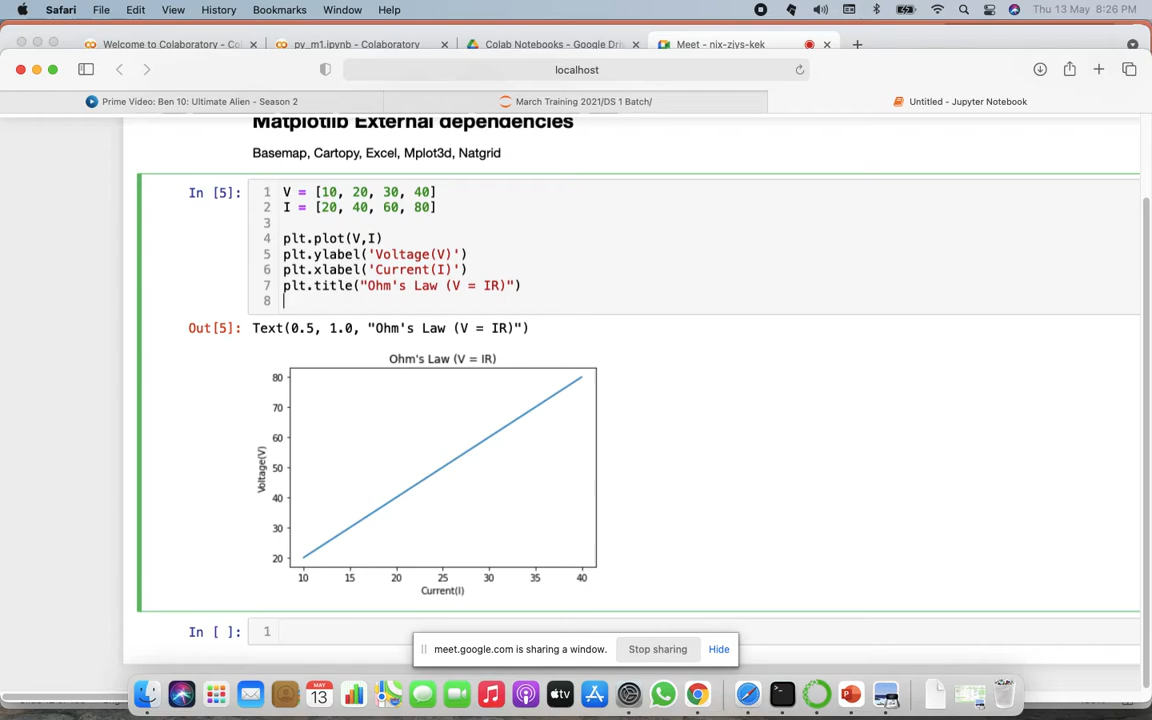 Safari File Edit View History Bookmarks Window Help Thu 13 May 8:26 PM
Welcome to Colaboratory - Col py_m1.ipynb - Colaboratory Colab Notebooks - Google Driv Meet - nix-zjys-kek
localhost
Prime Video: Ben 10: Ultimate Alien - Season 2 March Training 2021/DS 1 Batch/ Untitled - Jupyter Notebook
Matplotlib External dependencies
Basemap, Cartopy, Excel, Mplot3d, Natgrid
In [5]: 1 V = [10, 20, 30, 40]
2 I = [20, 40, 60, 80]
3
4 plt.plot(V,I)
5 plt.ylabel('Voltage(V)')
6 plt.xlabel('Current(I)')
7 plt.title("Ohm's Law (V = IR)")
8
Out[5]: Text(0.5, 1.0, "Ohm's Law (V = IR)")
Ohm's Law (V = IR)
80
70
60
50
40
30
20
Voltage(V)
10 15 20 25 30 35 40
Current(I)
In [ ]: 1
meet.google.com is sharing a window. Stop sharing Hide
MAY
13
tv